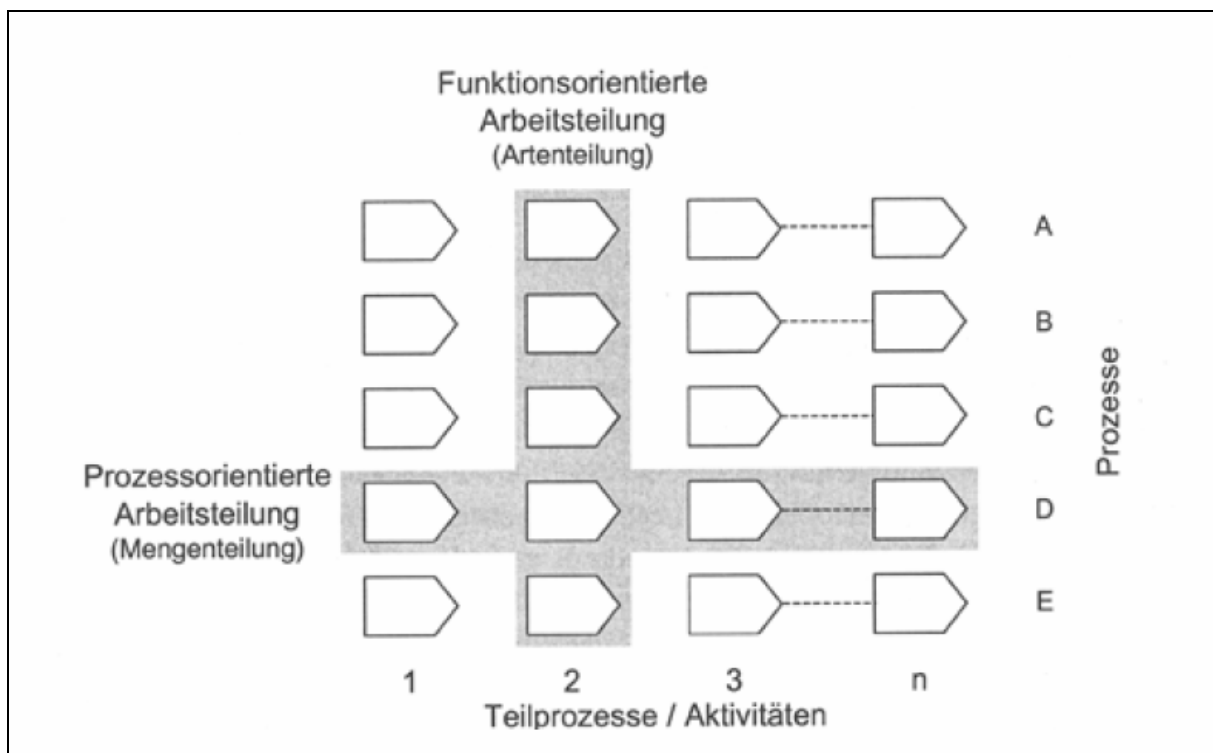 Funktionsorientierte
Arbeitsteilung
(Artenteilung)
A
B
C
Prozessorientierte
Arbeitsteilung
(Mengenteilung)
D
E
Prozesse
1 2 3 n
Teilprozesse / Aktivitäten